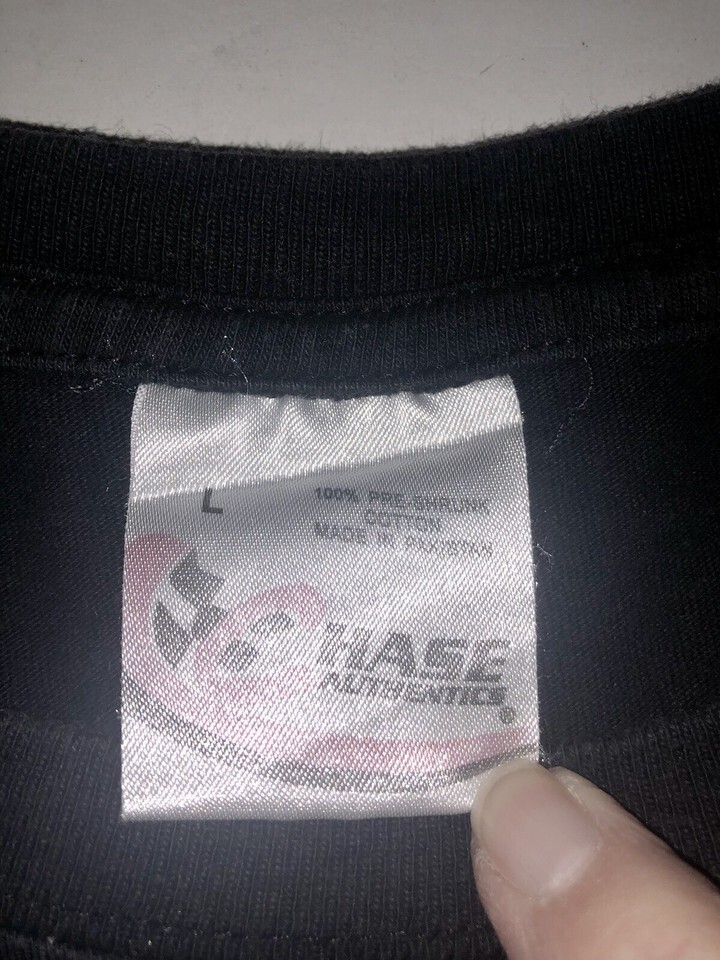 L
100% PRE-SHRUNK
COTTON
MADE IN PAKISTAN
CHASE
AUTHENTICS
®